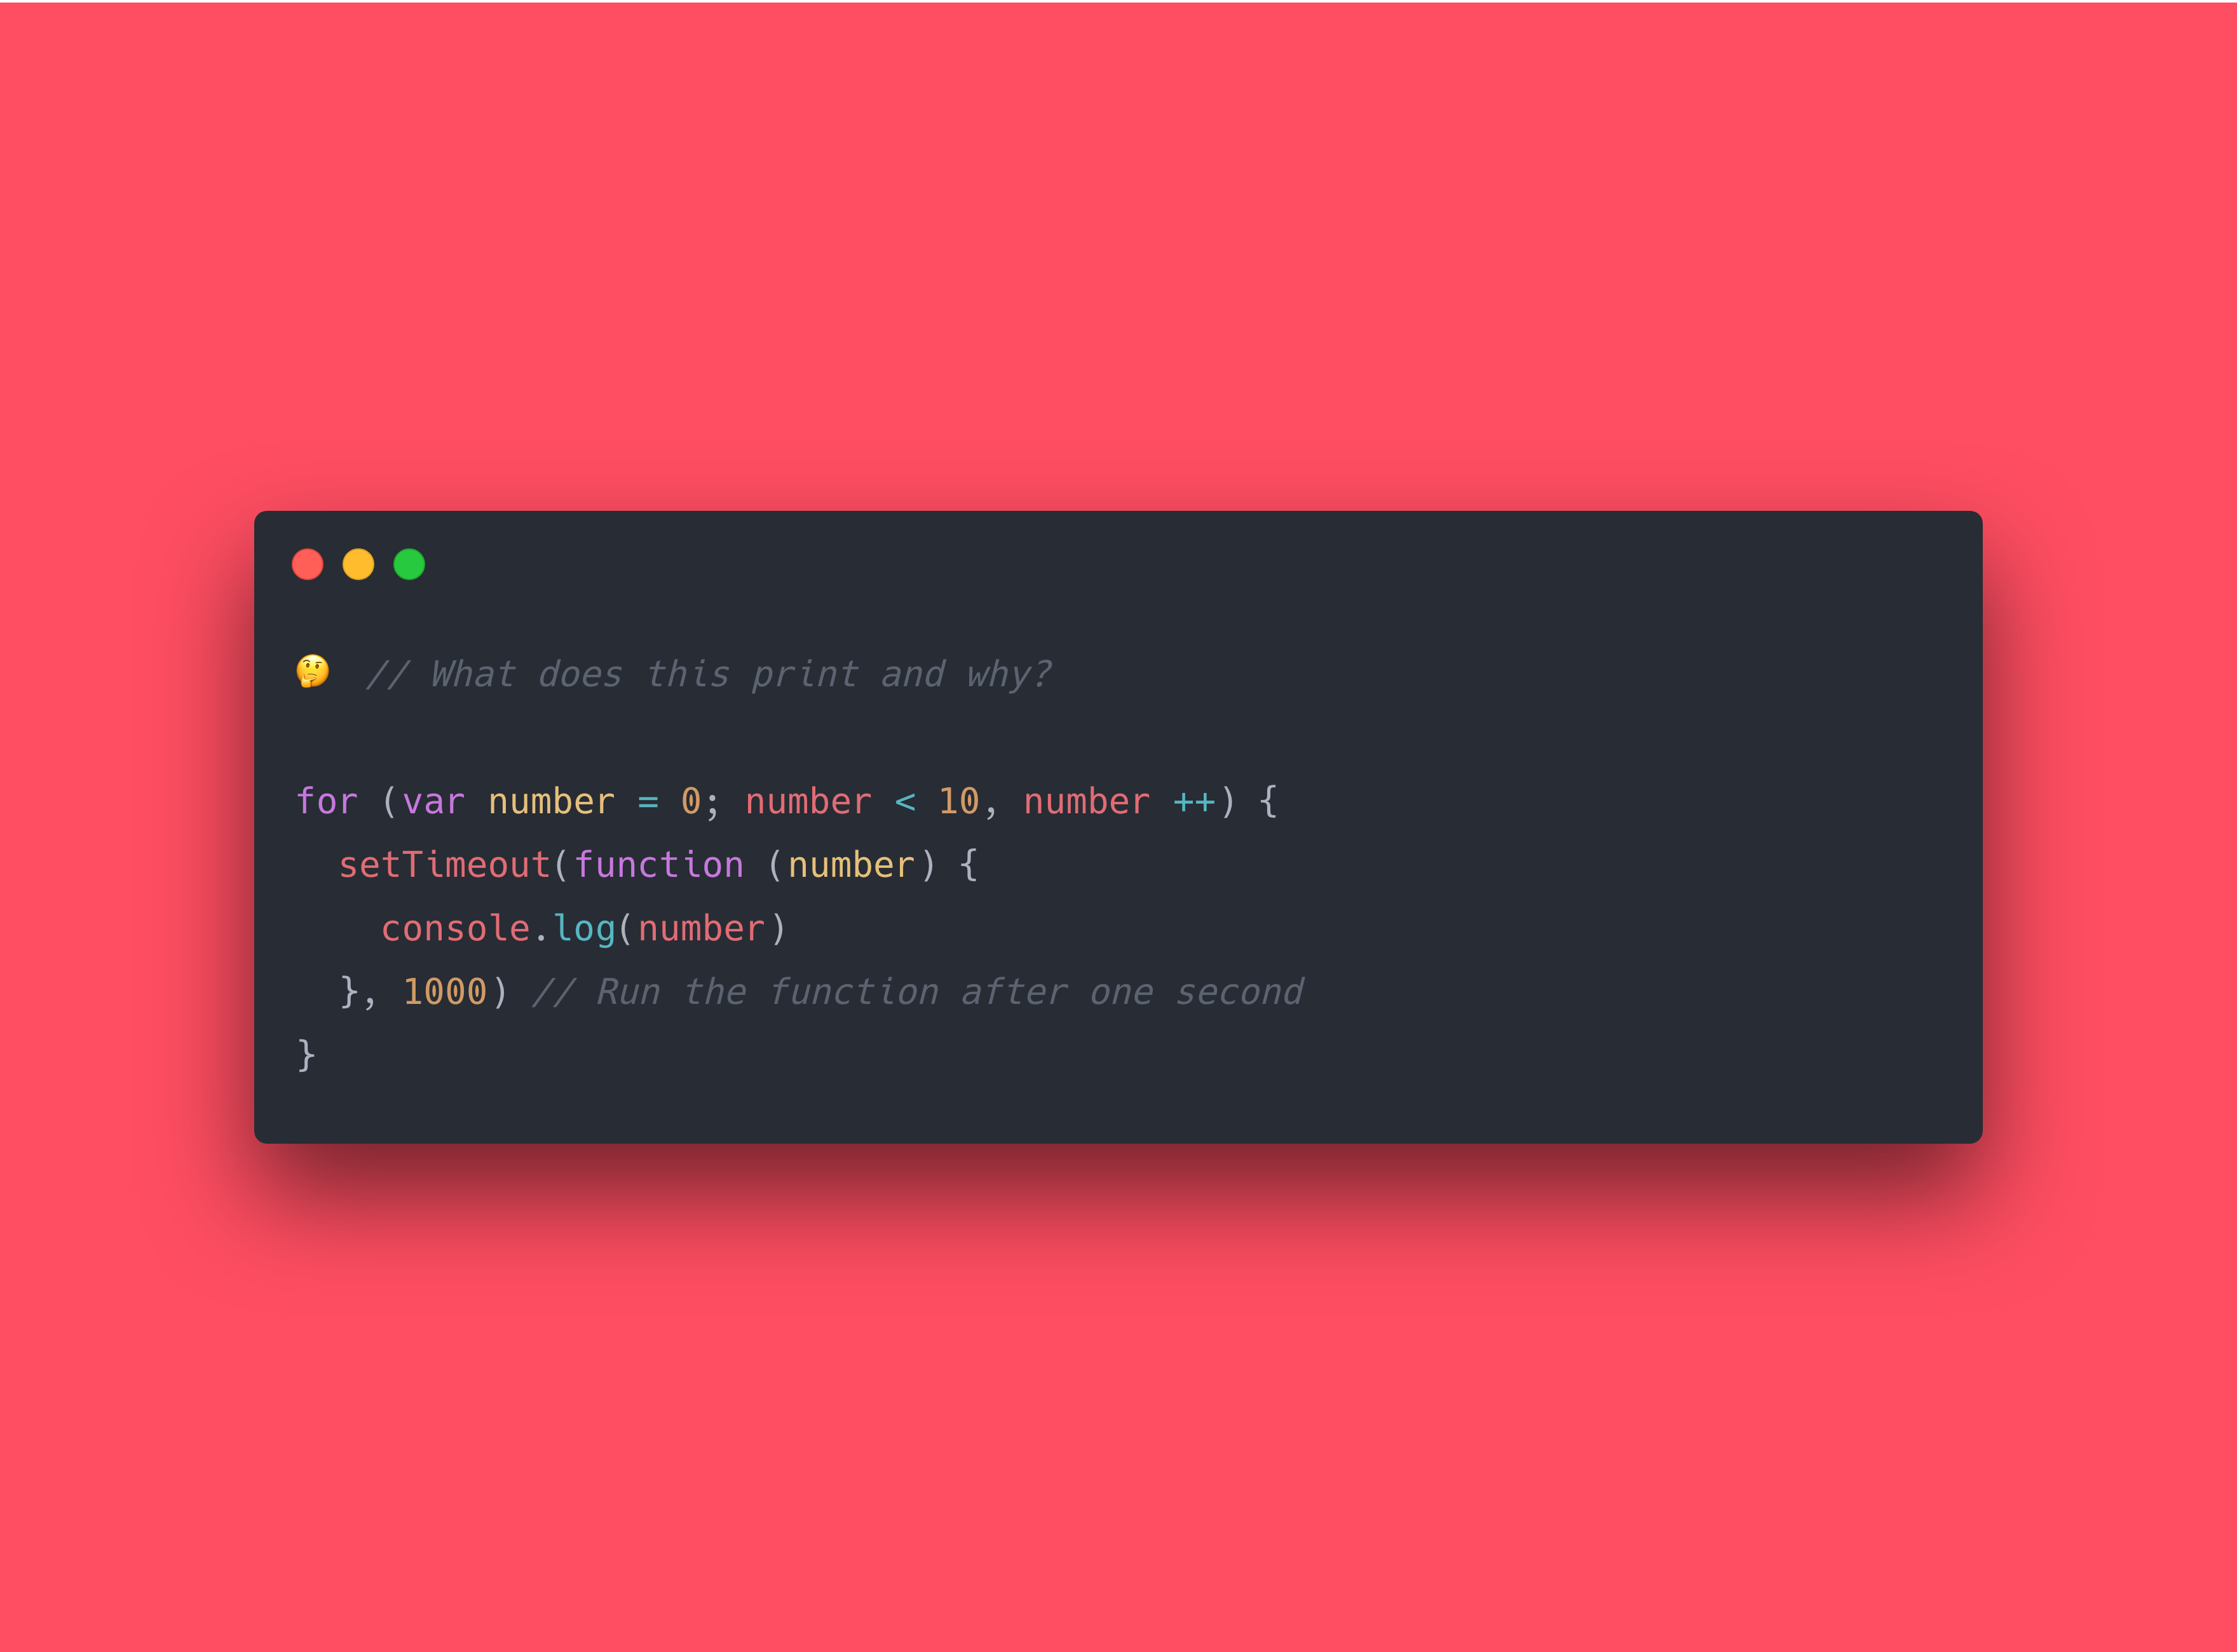 🤔 // What does this print and why?
for (var number = 0; number < 10, number ++) {
  setTimeout(function (number) {
    console.log(number)
  }, 1000) // Run the function after one second
}